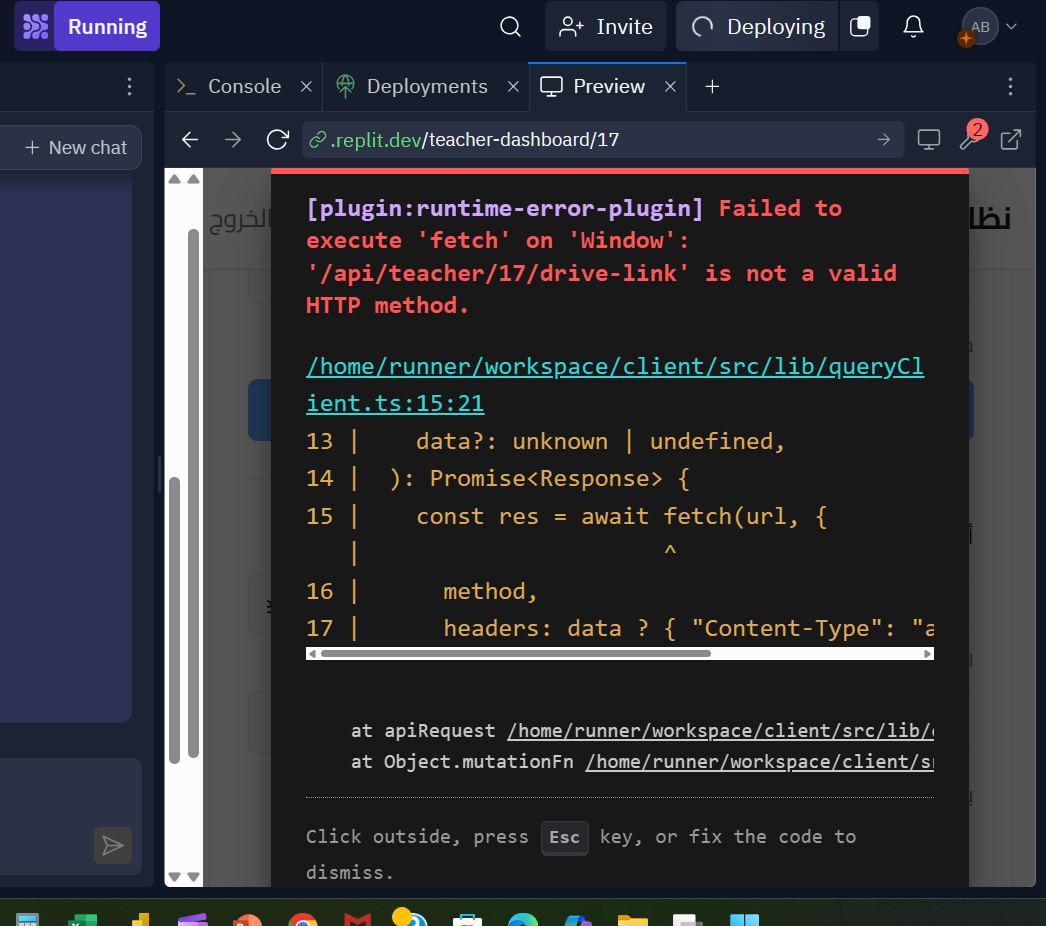 Running
Invite
Deploying
AB
Console
Deployments
Preview
New chat
.replit.dev/teacher-dashboard/17
2
الخروج
[plugin:runtime-error-plugin] Failed to
execute 'fetch' on 'Window':
'/api/teacher/17/drive-link' is not a valid
HTTP method.
/home/runner/workspace/client/src/lib/queryCl
ient.ts:15:21
13 |    data?: unknown | undefined,
14 |  ): Promise<Response> {
15 |    const res = await fetch(url, {
   |                      ^
16 |      method,
17 |      headers: data ? { "Content-Type": "a
at apiRequest /home/runner/workspace/client/src/lib/
at Object.mutationFn /home/runner/workspace/client/s
Click outside, press Esc key, or fix the code to
dismiss.